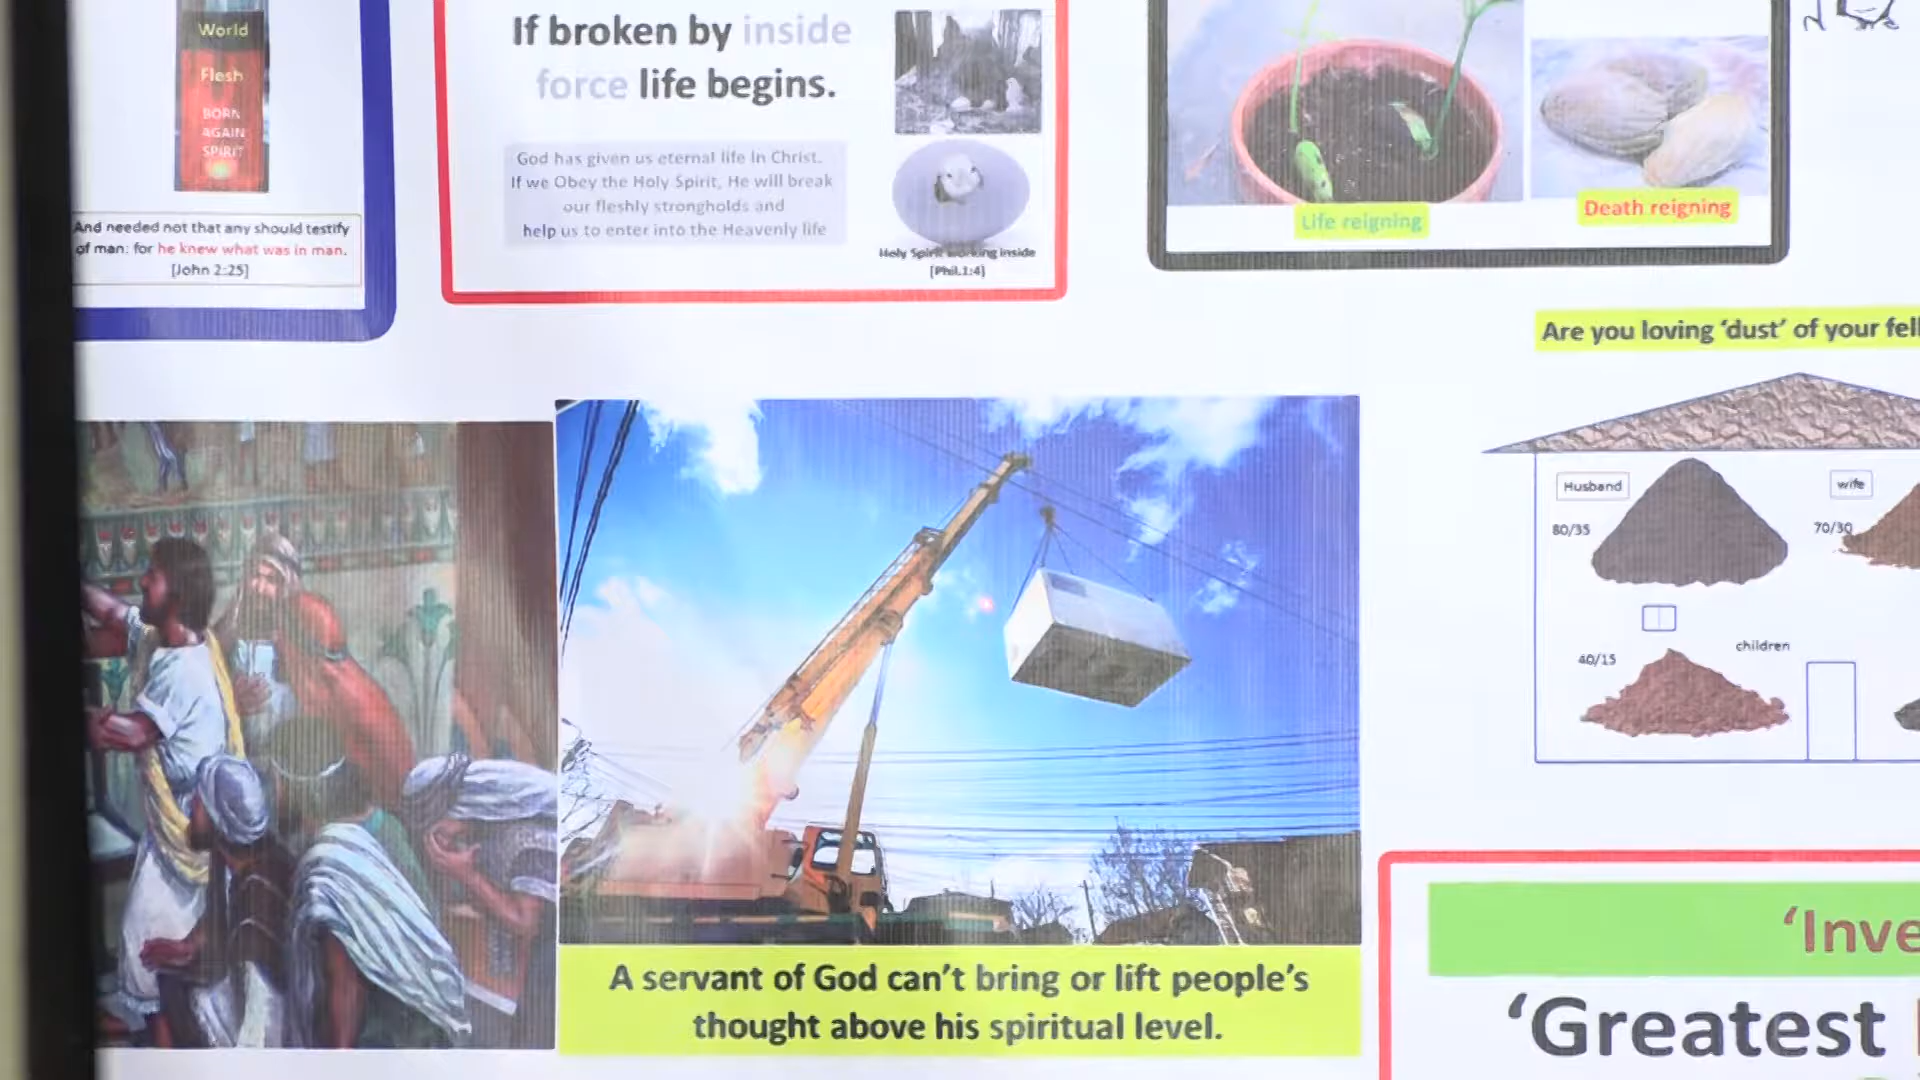 World
Flesh
BORN
AGAIN
SPIRIT
And needed not that any should testify
of man: for he knew what was in man.
[John 2:25]
If broken by inside
force life begins.
God has given us eternal life in Christ.
If we Obey the Holy Spirit, He will break
our fleshly strongholds and
help us to enter into the Heavenly life
Holy Spirit working inside
[Phil.1:4]
Life reigning
Death reigning
Are you loving ‘dust’ of your
Husband
wife
80/35
70/30
40/15
children
A servant of God can’t bring or lift people’s
thought above his spiritual level.
‘Greatest